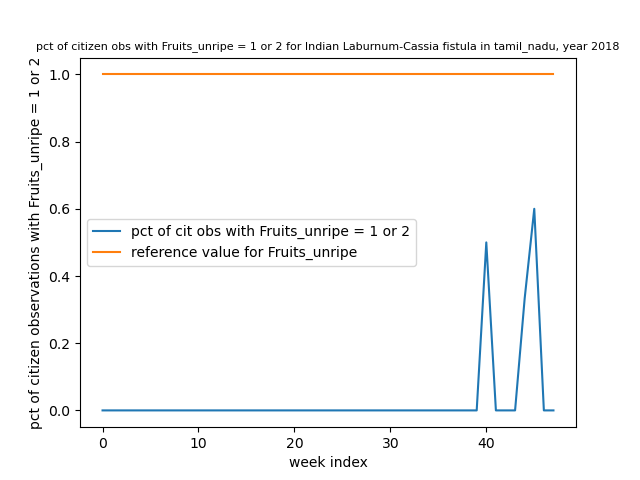 pct of citizen obs with Fruits_unripe = 1 or 2 for Indian Laburnum-Cassia fistula in tamil_nadu, year 2018
pct of citizen observations with Fruits_unripe = 1 or 2
1.0
0.8
0.6
0.4
0.2
0.0
pct of cit obs with Fruits_unripe = 1 or 2
reference value for Fruits_unripe
0 10 20 30 40
week index